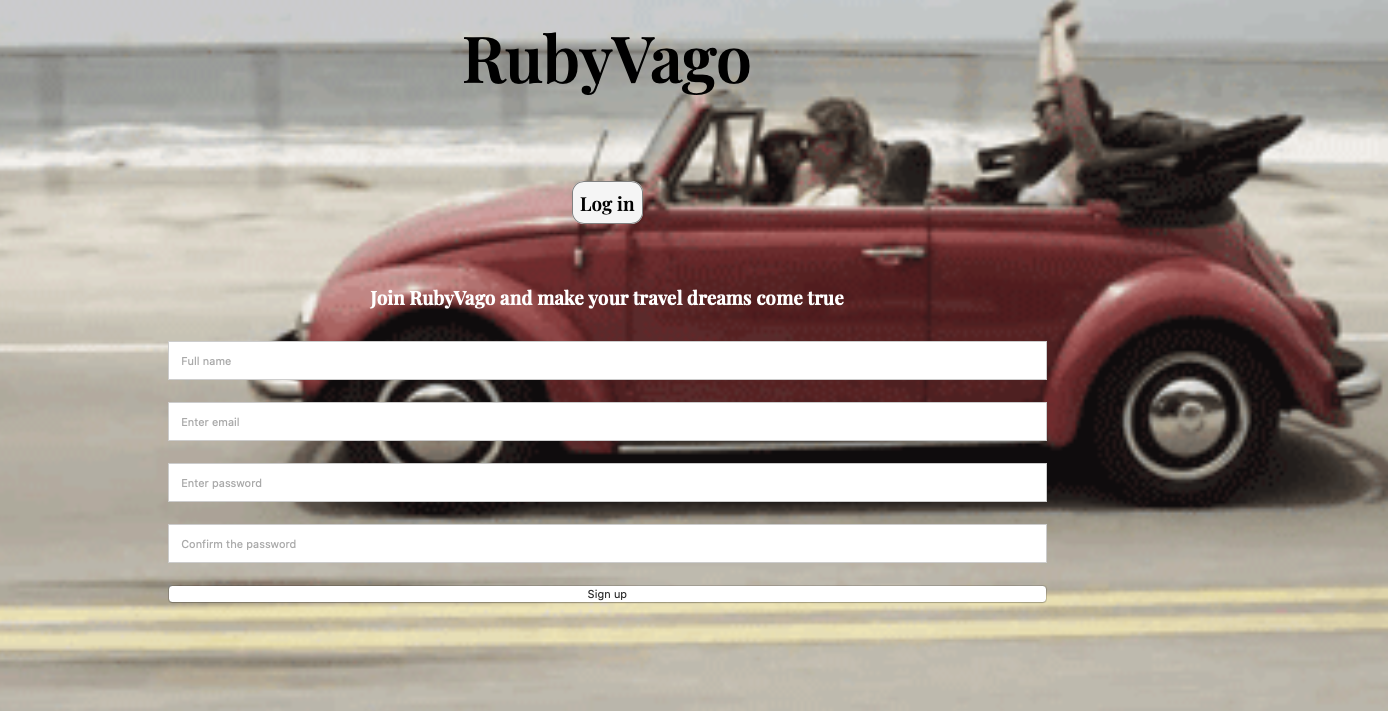 RubyVago
Log in
Join RubyVago and make your travel dreams come true
Full name
Enter email
Enter password
Confirm the password
Sign up